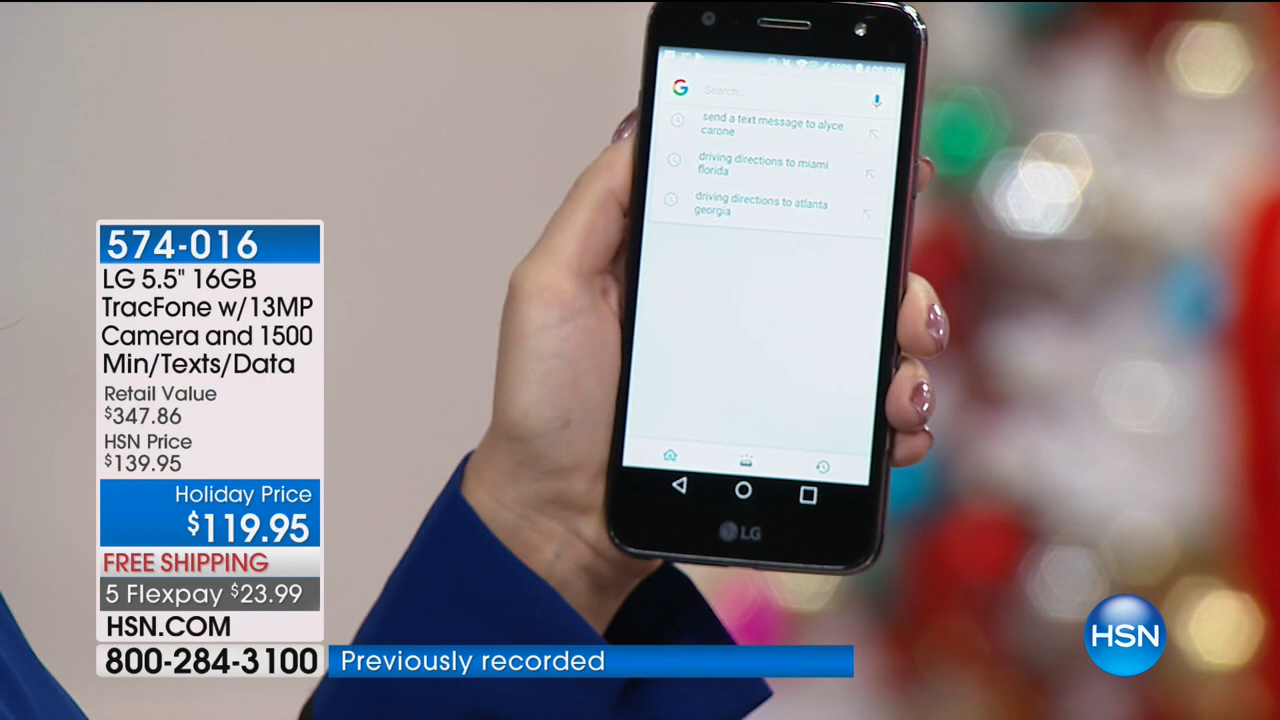 574-016
LG 5.5" 16GB
TracFone w/13MP
Camera and 1500
Min/Texts/Data
Retail Value
$347.86
HSN Price
$139.95
Holiday Price
$119.95
FREE SHIPPING
5 Flexpay $23.99
HSN.COM
800-284-3100
Previously recorded
G
Search...
send a text message to alyce
carone
driving directions to miami
florida
driving directions to atlanta
georgia
LG
HSN